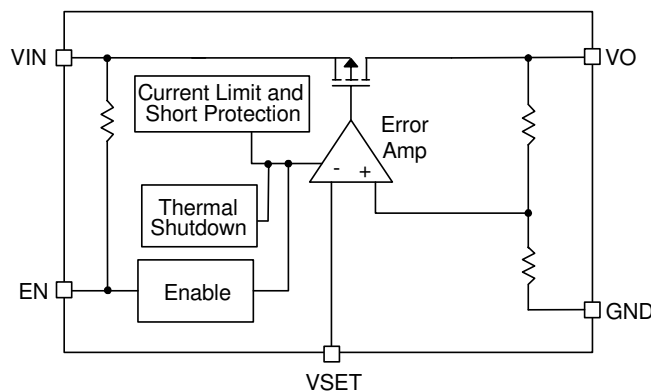 VIN
VO
Current Limit and
Short Protection
Error
Amp
- +
Thermal
Shutdown
EN
Enable
GND
VSET